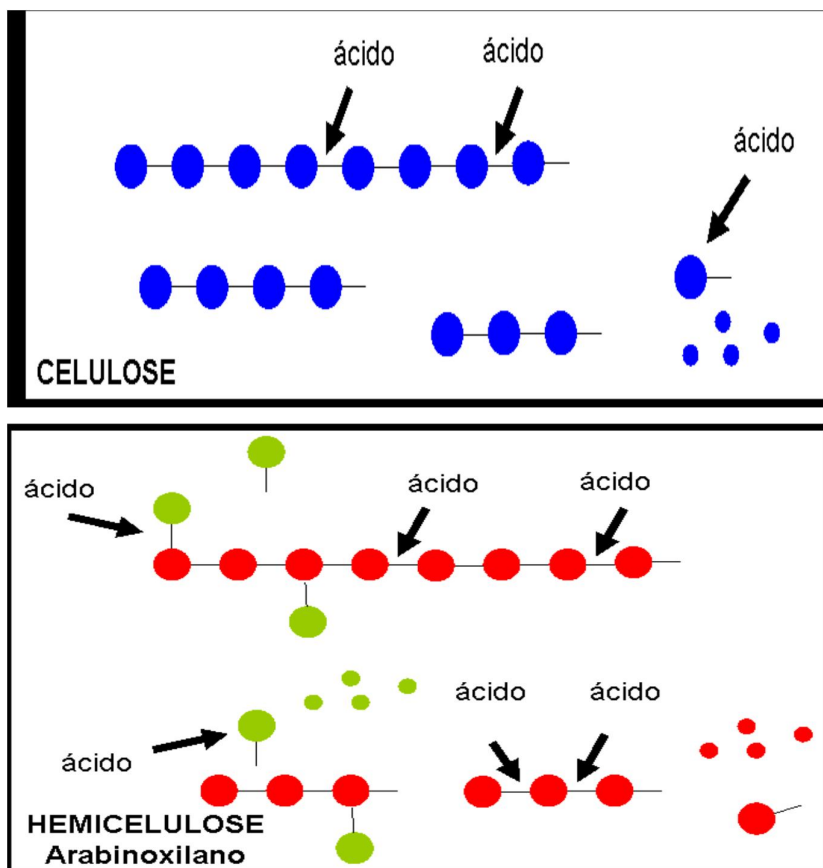 ácido
ácido
ácido
CELULOSE
ácido
ácido
ácido
ácido
ácido
ácido
HEMICELULOSE
Arabinoxilano